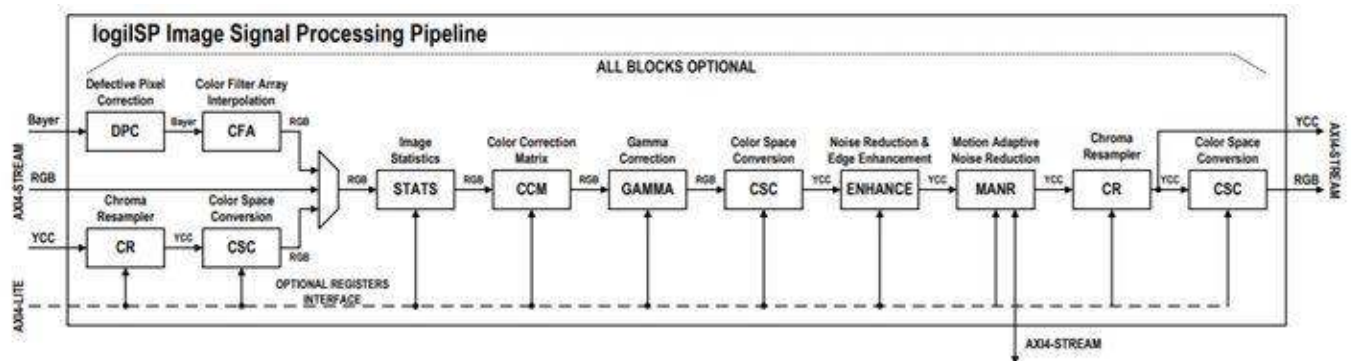 logiISP Image Signal Processing Pipeline
ALL BLOCKS OPTIONAL
Defective Pixel
Correction
Color Filter Array
Interpolation
Bayer
DPC
Bayer
CFA
RGB
AXI4-STREAM
RGB
Image
Statistics
RGB
STATS
RGB
Color Correction
Matrix
CCM
RGB
Gamma
Correction
GAMMA
RGB
Color Space
Conversion
CSC
YCC
Noise Reduction &
Edge Enhancement
ENHANCE
YCC
Motion Adaptive
Noise Reduction
MANR
YCC
Chroma
Resampler
CR
YCC
Color Space
Conversion
CSC
YCC
RGB
AXI4-STREAM
Chroma
Resampler
Color Space
Conversion
YCC
CR
YCC
CSC
RGB
AXI4-LITE
OPTIONAL REGISTERS
INTERFACE
AXI4-STREAM